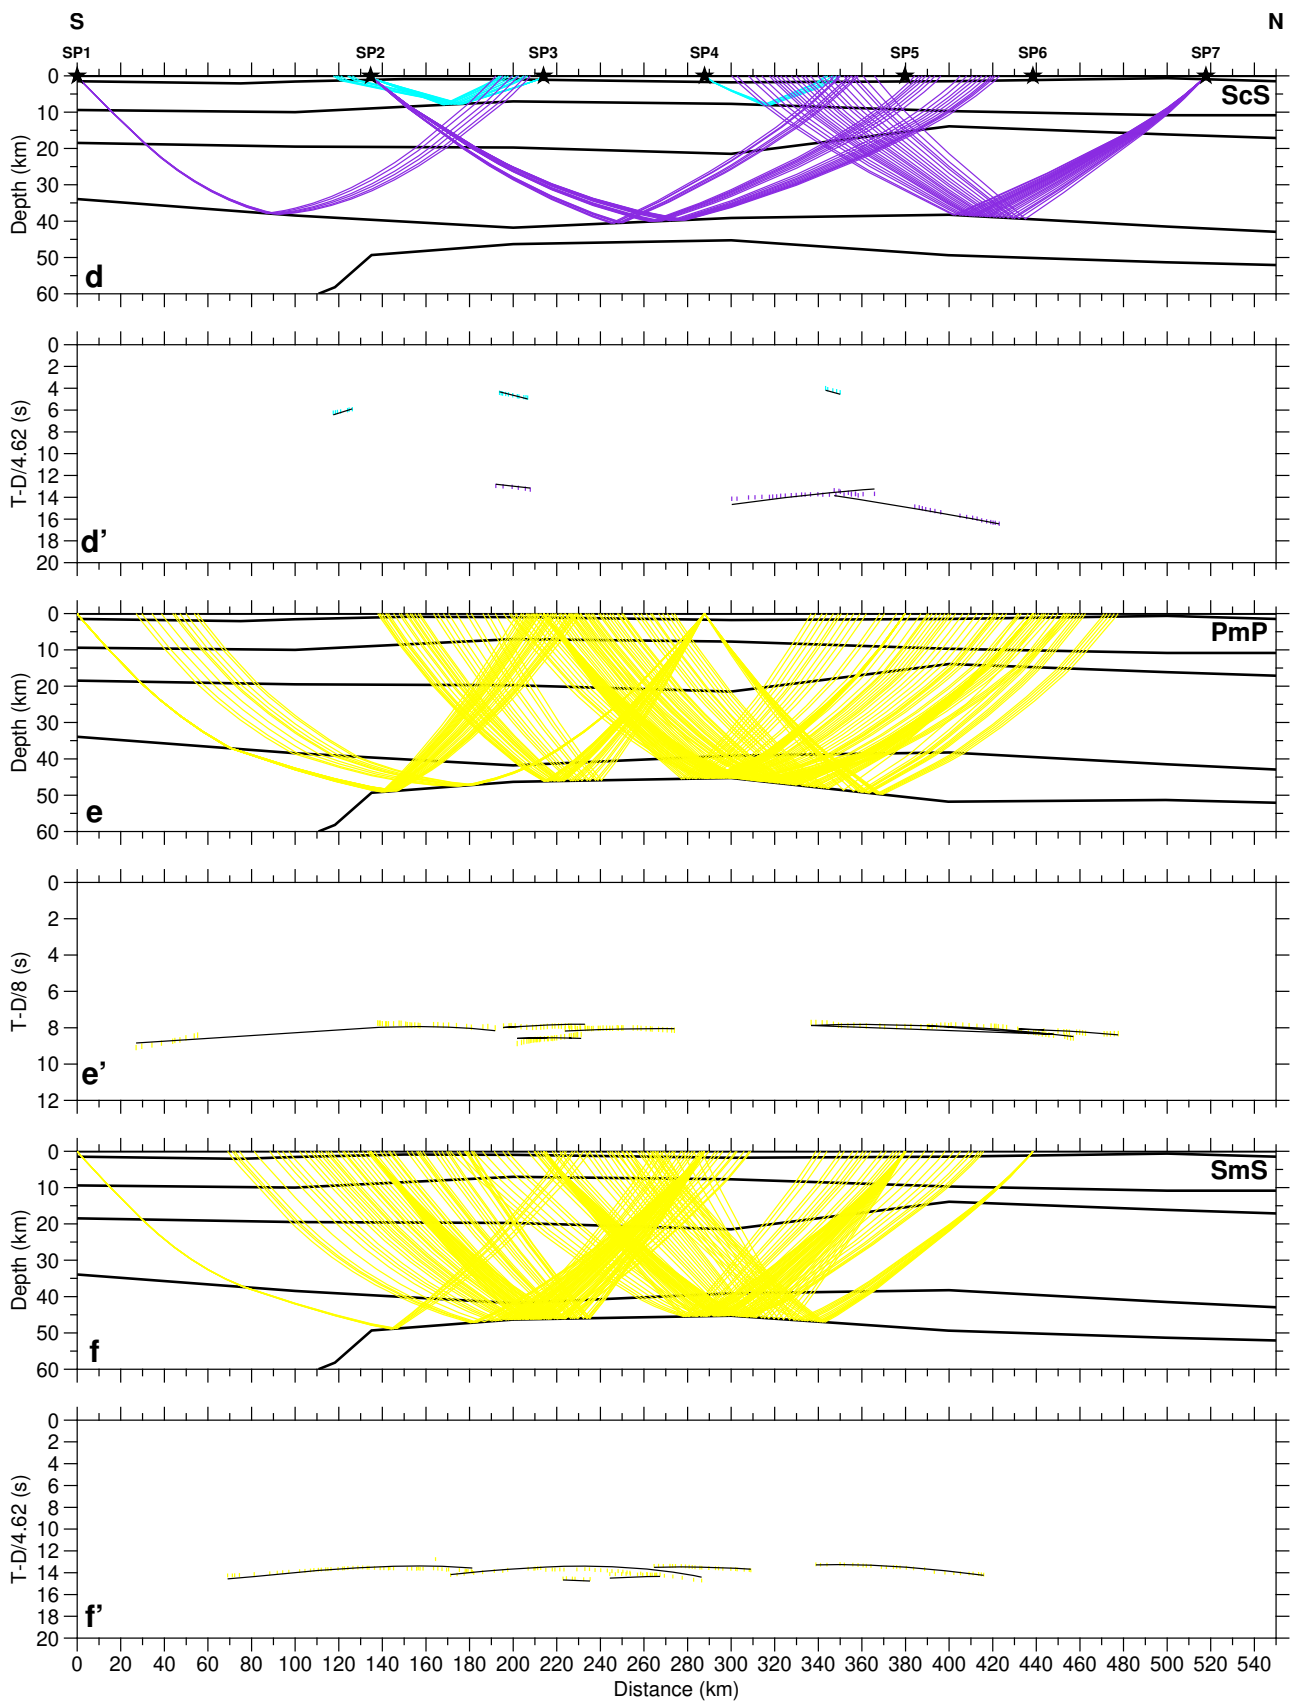 S N
SP1 SP2 SP3 SP4 SP5 SP6 SP7
0
10
20
30
40
50
60
Depth (km)
ScS
d
0
2
4
6
8
10
12
14
16
18
20
T-D/4.62 (s)
d’
0
10
20
30
40
50
60
Depth (km)
PmP
e
0
2
4
6
8
10
12
T-D/8 (s)
e’
0
10
20
30
40
50
60
Depth (km)
SmS
f
0
2
4
6
8
10
12
14
16
18
20
T-D/4.62 (s)
f’
0 20 40 60 80 100 120 140 160 180 200 220 240 260 280 300 320 340 360 380 400 420 440 460 480 500 520 540
Distance (km)